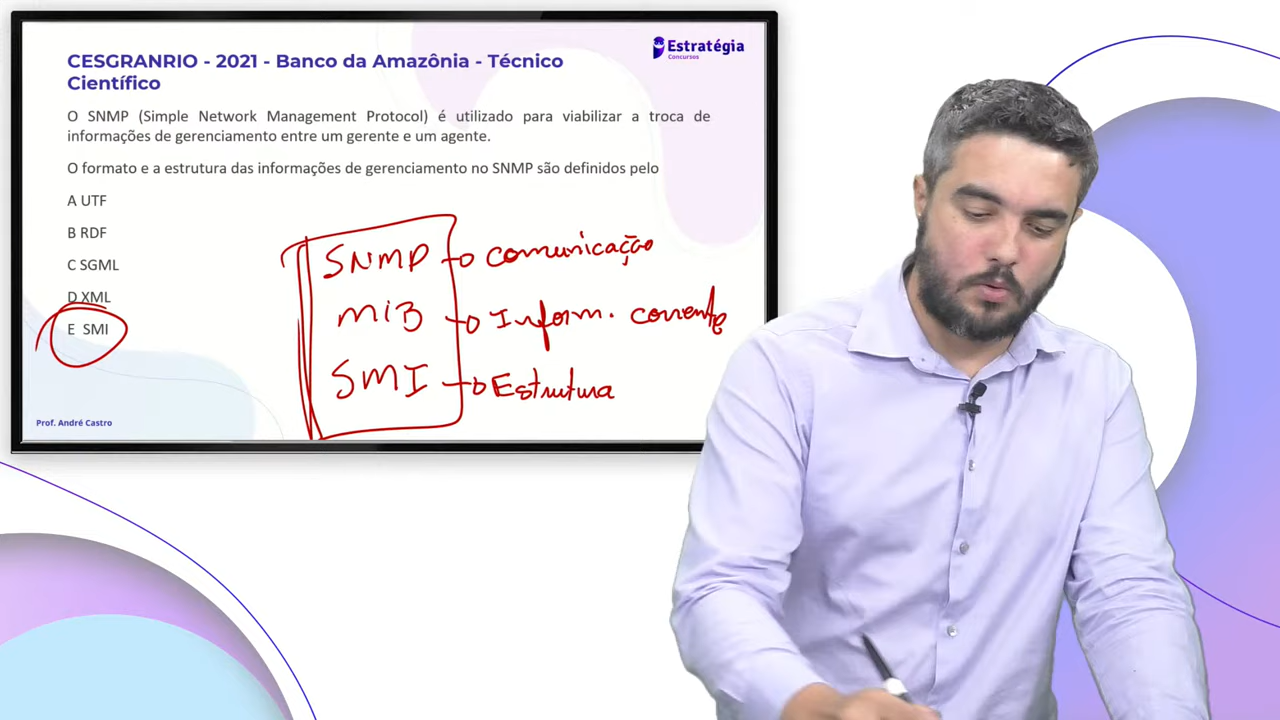 Estratégia
Concursos
CESGRANRIO - 2021 - Banco da Amazônia - Técnico
Científico
O SNMP (Simple Network Management Protocol) é utilizado para viabilizar a troca de
informações de gerenciamento entre um gerente e um agente.
O formato e a estrutura das informações de gerenciamento no SNMP são definidos pelo
A UTF
B RDF
C SGML
D XML
E SMI
SNMP comunicação
MIB Inform. corrente
SMI Estrutura
Prof. André Castro